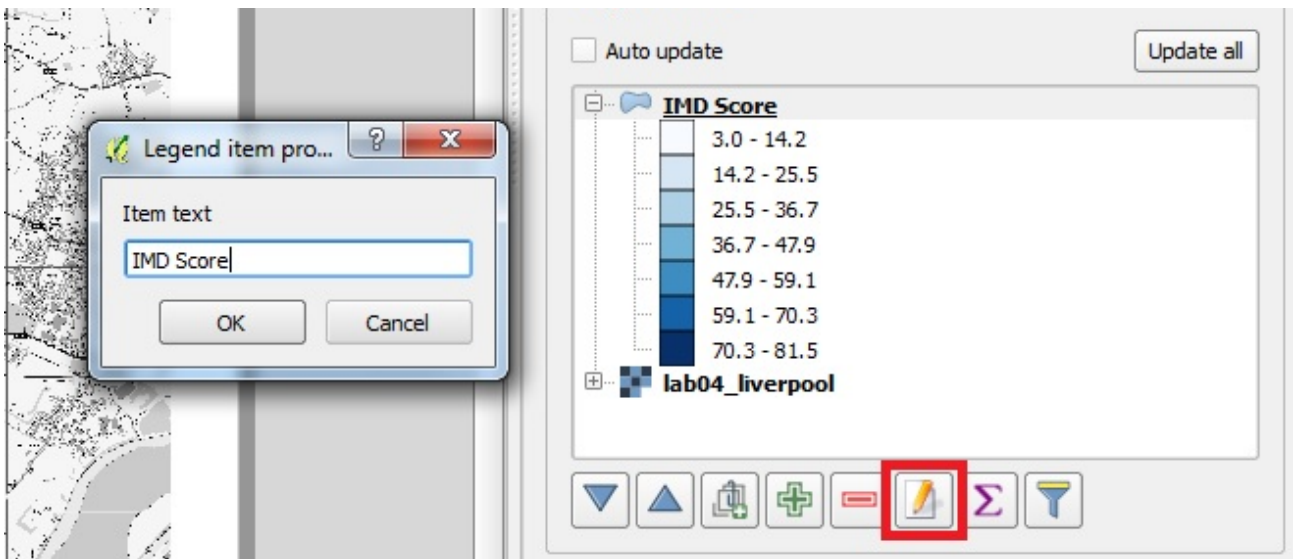 Auto update
Update all
IMD Score
3.0 - 14.2
14.2 - 25.5
25.5 - 36.7
36.7 - 47.9
47.9 - 59.1
59.1 - 70.3
70.3 - 81.5
lab04_liverpool
Legend item pro...
Item text
IMD Score
OK
Cancel